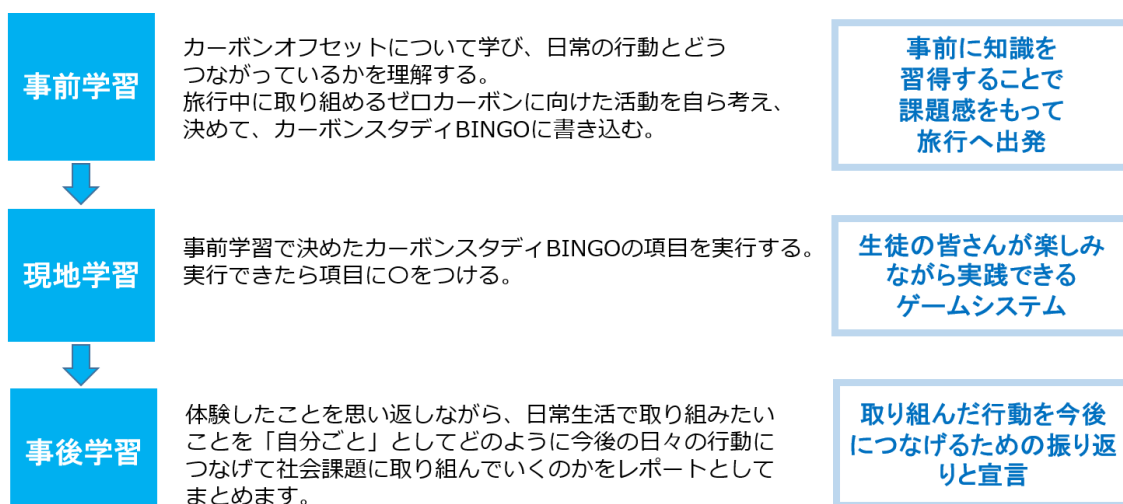 事前学習
カーボンオフセットについて学び、日常の行動とどう
つながっているかを理解する。
旅行中に取り組めるゼロカーボンに向けた活動を自ら考え、
決めて、カーボンスタディBINGOに書き込む。
事前に知識を
習得することで
課題感をもって
旅行へ出発
現地学習
事前学習で決めたカーボンスタディBINGOの項目を実行する。
実行できたら項目に〇をつける。
生徒の皆さんが楽しみ
ながら実践できる
ゲームシステム
事後学習
体験したことを思い返しながら、日常生活で取り組みたい
ことを「自分ごと」としてどのように今後の日々の行動に
つなげて社会課題に取り組んでいくのかをレポートとして
まとめます。
取り組んだ行動を今後
につなげるための振り返
りと宣言